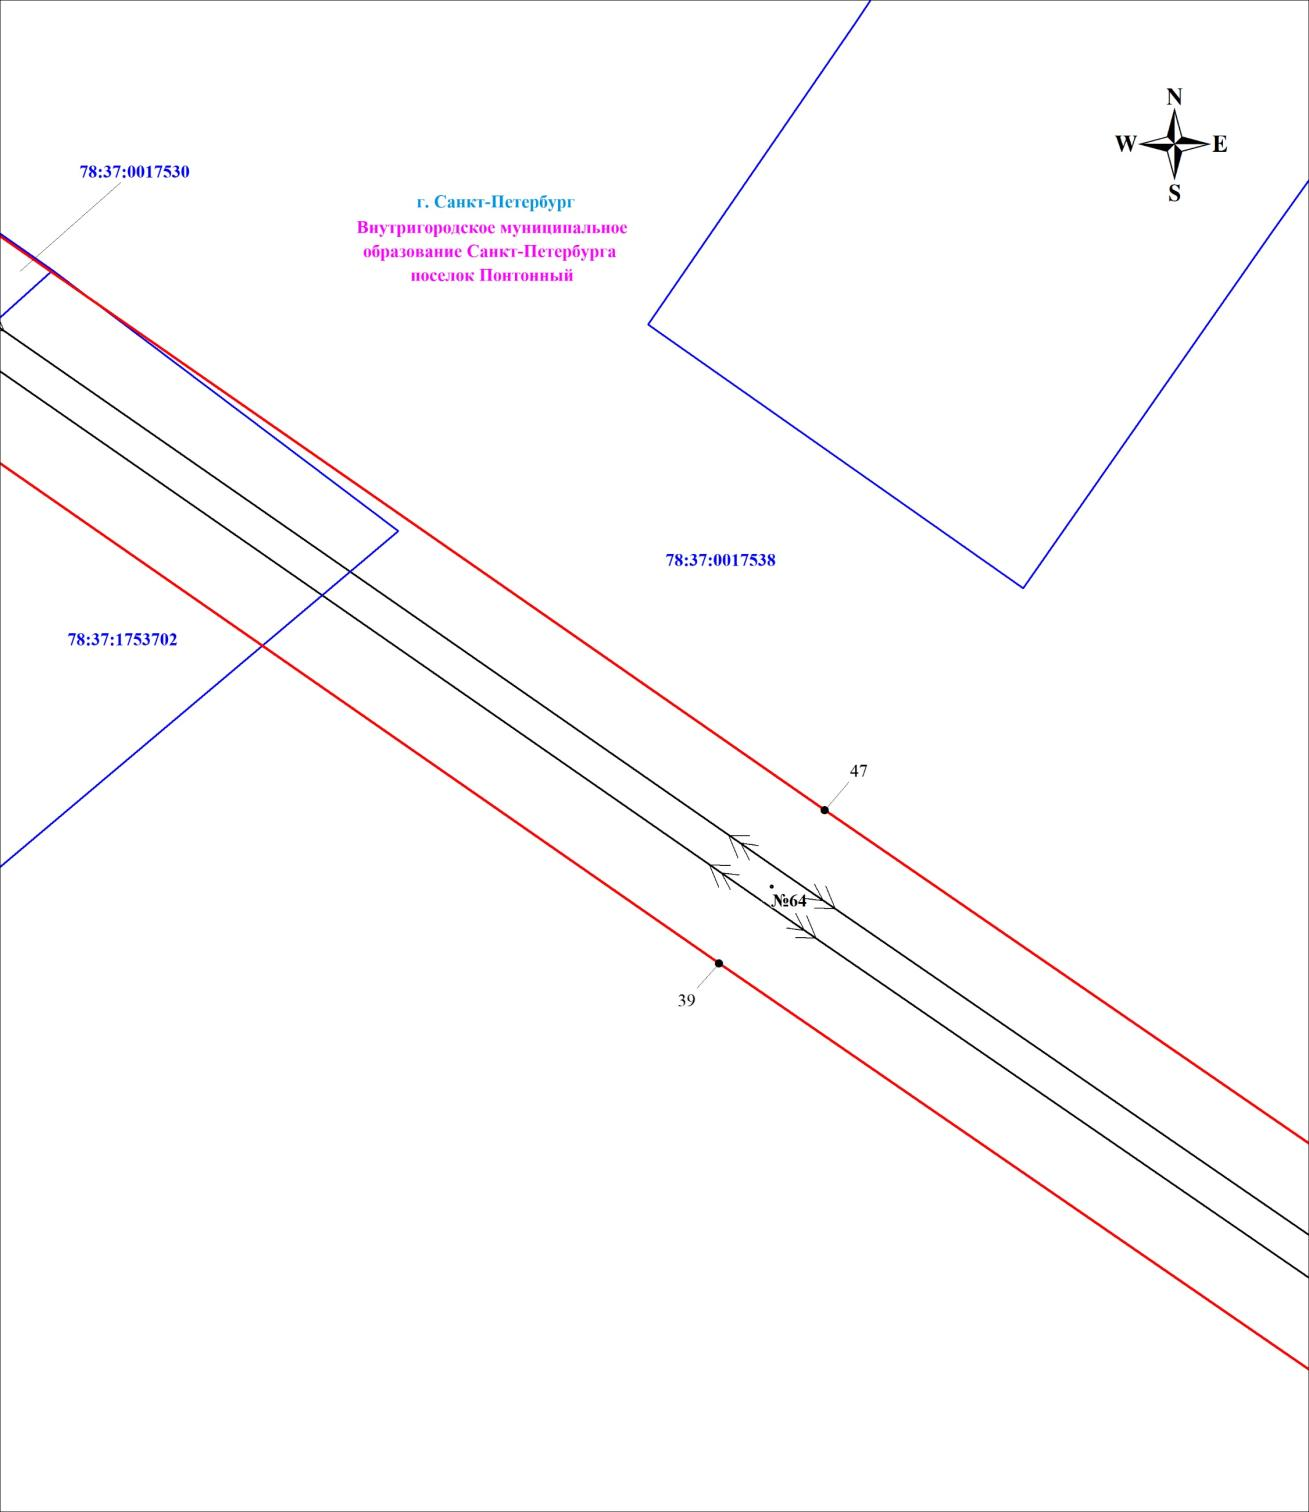 N
W E
S
78:37:0017530
г. Санкт-Петербург
Внутригородское муниципальное
образование Санкт-Петербурга
поселок Понтонный
78:37:0017538
78:37:1753702
47
№64
39